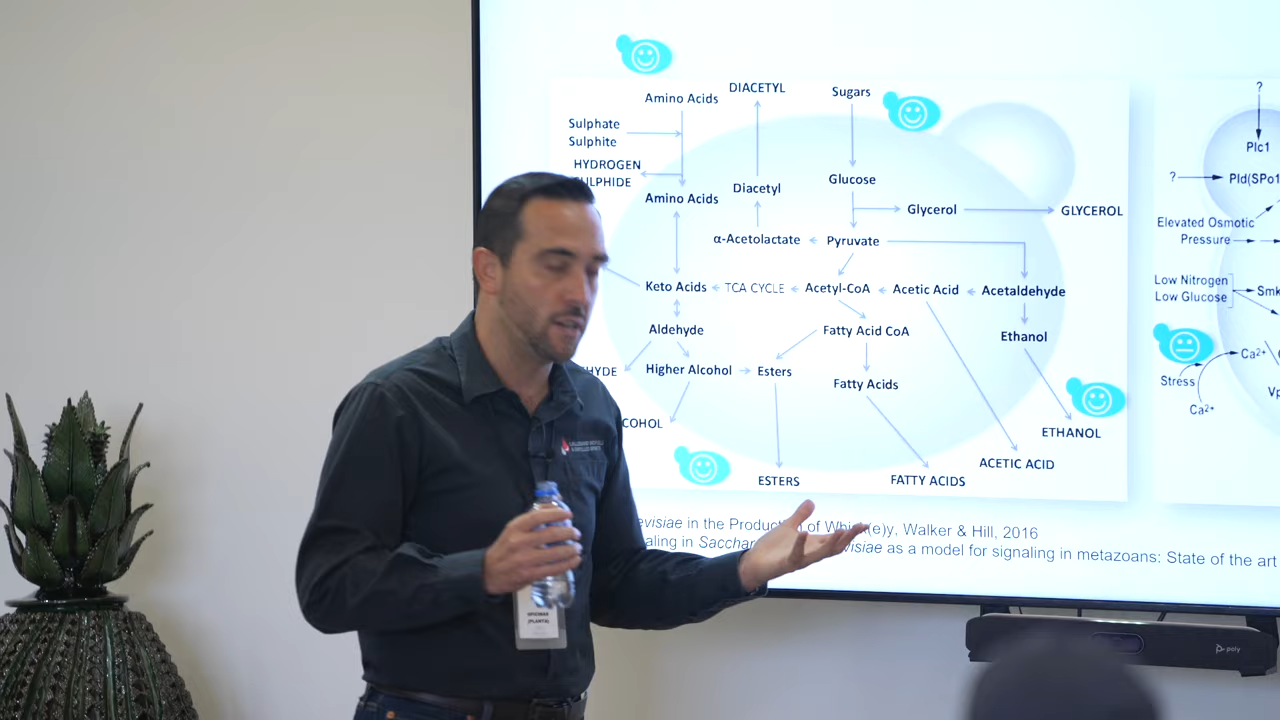 DIACETYL
Sugars
Amino Acids
Sulphate
Sulphite
HYDROGEN
SULPHIDE
Amino Acids
Diacetyl
Glucose
Glycerol
GLYCEROL
α-Acetolactate
Pyruvate
Keto Acids
TCA CYCLE
Acetyl-CoA
Acetic Acid
Acetaldehyde
Aldehyde
Fatty Acid CoA
Ethanol
HYDE
Higher Alcohol
Esters
Fatty Acids
COHOL
ETHANOL
ACETIC ACID
ESTERS
FATTY ACIDS
?
Plc1
?
Pld(SPo1
Elevated Osmotic
Pressure
Low Nitrogen
Low Glucose
Smk
Ca2+
Stress
Ca2+
Vp
evisiae in the Production of Whisk(e)y, Walker & Hill, 2016
aling in Sacchar visiae as a model for signaling in metazoans: State of the art
(PLANTA)
poly